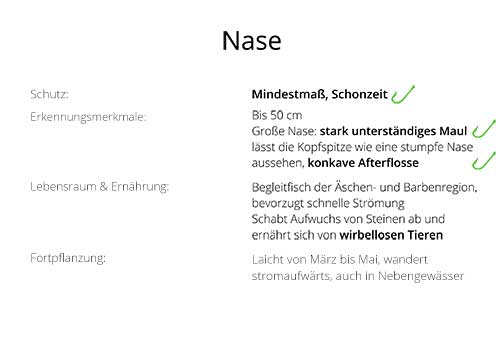 Nase
Schutz: Mindestmaß, Schonzeit
Erkennungsmerkmale: Bis 50 cm
Große Nase: stark unterständiges Maul
lässt die Kopfspitze wie eine stumpfe Nase
aussehen, konkave Afterflosse
Lebensraum & Ernährung: Begleitfisch der Äschen- und Barbenregion,
bevorzugt schnelle Strömung
Schabt Aufwuchs von Steinen ab und
ernährt sich von wirbellosen Tieren
Fortpflanzung: Laicht von März bis Mai, wandert
stromaufwärts, auch in Nebengewässer